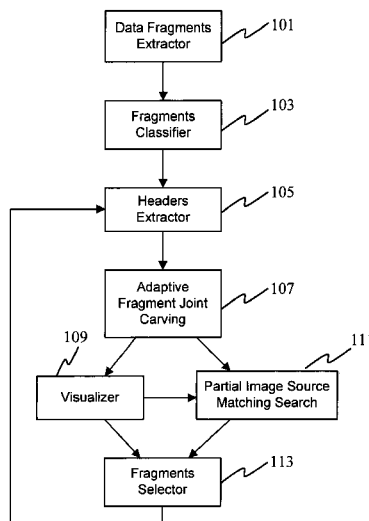 Data Fragments
Extractor
101
Fragments
Classifier
103
Headers
Extractor
105
Adaptive
Fragment Joint
Carving
107
109
111
Visualizer
Partial Image Source
Matching Search
Fragments
Selector
113